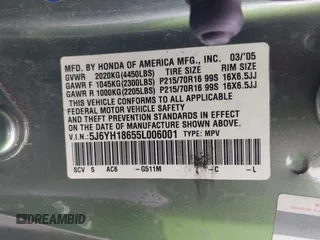 MFD. BY HONDA OF AMERICA MFG., INC. 03/'05
GVWR 2020KG(4450LBS) TIRE SIZE RIM SIZE
GAWR F 1045KG(2300LBS) P215/70R16 99S 16X6.5JJ
GAWR R 1000KG(2205LBS) P215/70R16 99S 16X6.5JJ
THIS VEHICLE CONFORMS TO ALL APPLICABLE
FEDERAL MOTOR VEHICLE SAFETY AND
THEFT PREVENTION STANDARDS IN EFFECT ON
THE DATE OF MANUFACTURE SHOWN ABOVE.
V.I.N.:5J6YH18655L006001 TYPE: MPV
SCV 5 AC6 -G511M -C -L
DREAMBID